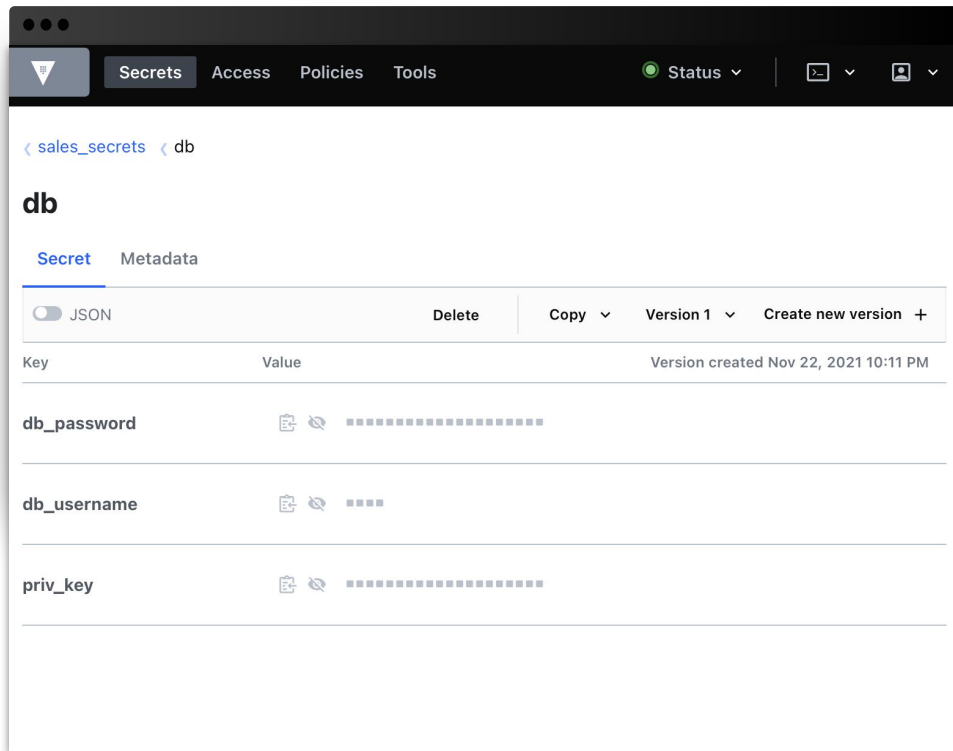 Secrets Access Policies Tools Status
sales_secrets db
db
Secret Metadata
JSON Delete Copy Version 1 Create new version +
Key Value Version created Nov 22, 2021 10:11 PM
db_password
db_username
priv_key